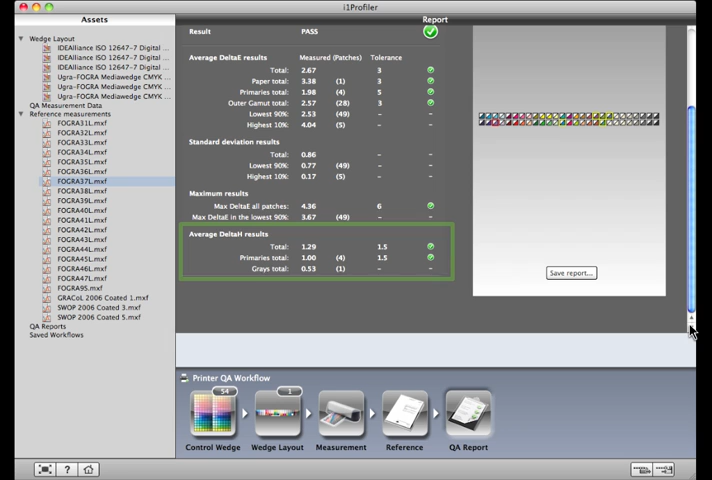 i1Profiler
Assets
Report
Wedge Layout
IDEAlliance ISO 12647-7 Digital ...
IDEAlliance ISO 12647-7 Digital ...
IDEAlliance ISO 12647-7 Digital ...
Ugra-FOGRA Mediawedge CMYK ...
Ugra-FOGRA Mediawedge CMYK ...
Ugra-FOGRA Mediawedge CMYK ...
QA Measurement Data
Reference measurements
FOGRA31L.mxf
FOGRA32L.mxf
FOGRA33L.mxf
FOGRA34L.mxf
FOGRA35L.mxf
FOGRA36L.mxf
FOGRA37L.mxf
FOGRA38L.mxf
FOGRA39L.mxf
FOGRA40L.mxf
FOGRA41L.mxf
FOGRA42L.mxf
FOGRA43L.mxf
FOGRA44L.mxf
FOGRA45L.mxf
FOGRA46L.mxf
FOGRA47L.mxf
FOGRA95.mxf
GRACoL 2006 Coated 1.mxf
SWOP 2006 Coated 3.mxf
SWOP 2006 Coated 5.mxf
QA Reports
Saved Workflows
Result PASS
Average DeltaE results Measured (Patches) Tolerance
Total: 2.67 3
Paper total: 3.38 (1) 3
Primaries total: 1.98 (4) 5
Outer Gamut total: 2.57 (28) 3
Lowest 90%: 2.53 (49) –
Highest 10%: 4.04 (5) – –
Standard deviation results
Total: 0.86 – –
Lowest 90%: 0.77 (49) – –
Highest 10%: 0.17 (5) – –
Maximum results
Max DeltaE all patches: 4.36 6
Max DeltaE in the lowest 90% 3.67 (49) – –
Average DeltaH results
Total: 1.29 1.5
Primaries total: 1.00 (4) 1.5
Grays total: 0.53 (1) – –
Save report...
Printer QA Workflow
54
1
Control Wedge
Wedge Layout
Measurement
Reference
QA Report
?